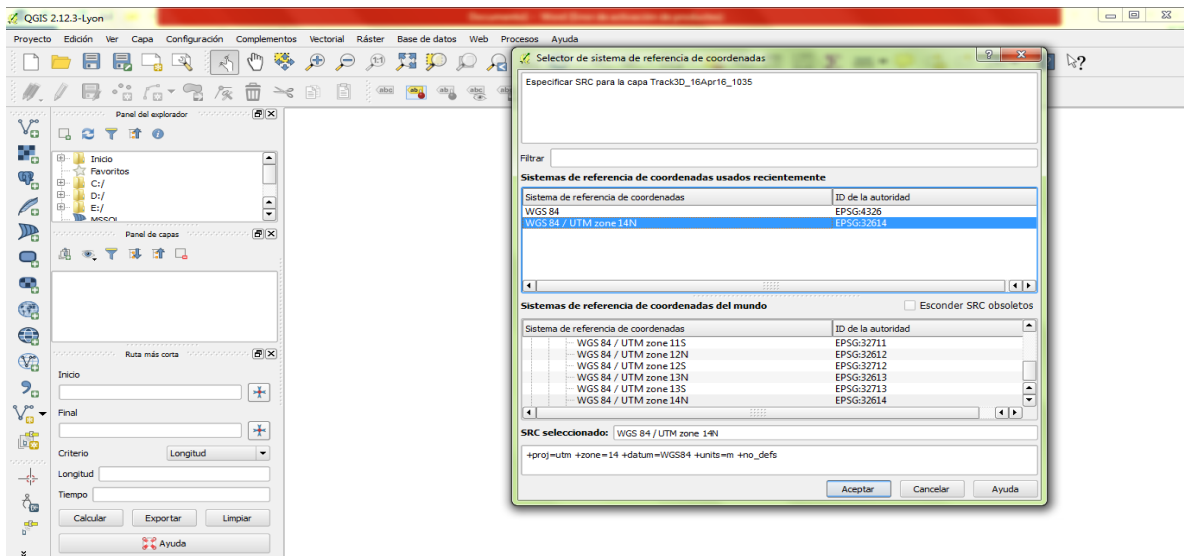 QGIS 2.12.3-Lyon
Proyecto Edición Ver Capa Configuración Complementos Vectorial Ráster Base de datos Web Procesos Ayuda
Panel del explorador
Inicio
Favoritos
C:/
D:/
E:/
MSSQL
Panel de capas
Ruta más corta
Inicio
Final
Criterio Longitud
Longitud
Tiempo
Calcular Exportar Limpiar
Ayuda
Selector de sistema de referencia de coordenadas
Especificar SRC para la capa Track3D_16Apr16_1035
Filtrar
Sistemas de referencia de coordenadas usados recientemente
Sistema de referencia de coordenadas ID de la autoridad
WGS 84 EPSG:4326
WGS 84 / UTM zone 14N EPSG:32614
Sistemas de referencia de coordenadas del mundo Esconder SRC obsoletos
Sistema de referencia de coordenadas ID de la autoridad
WGS 84 / UTM zone 11S EPSG:32711
WGS 84 / UTM zone 12N EPSG:32612
WGS 84 / UTM zone 12S EPSG:32712
WGS 84 / UTM zone 13N EPSG:32613
WGS 84 / UTM zone 13S EPSG:32713
WGS 84 / UTM zone 14N EPSG:32614
SRC seleccionado: WGS 84 / UTM zone 14N
+proj=utm +zone=14 +datum=WGS84 +units=m +no_defs
Aceptar Cancelar Ayuda